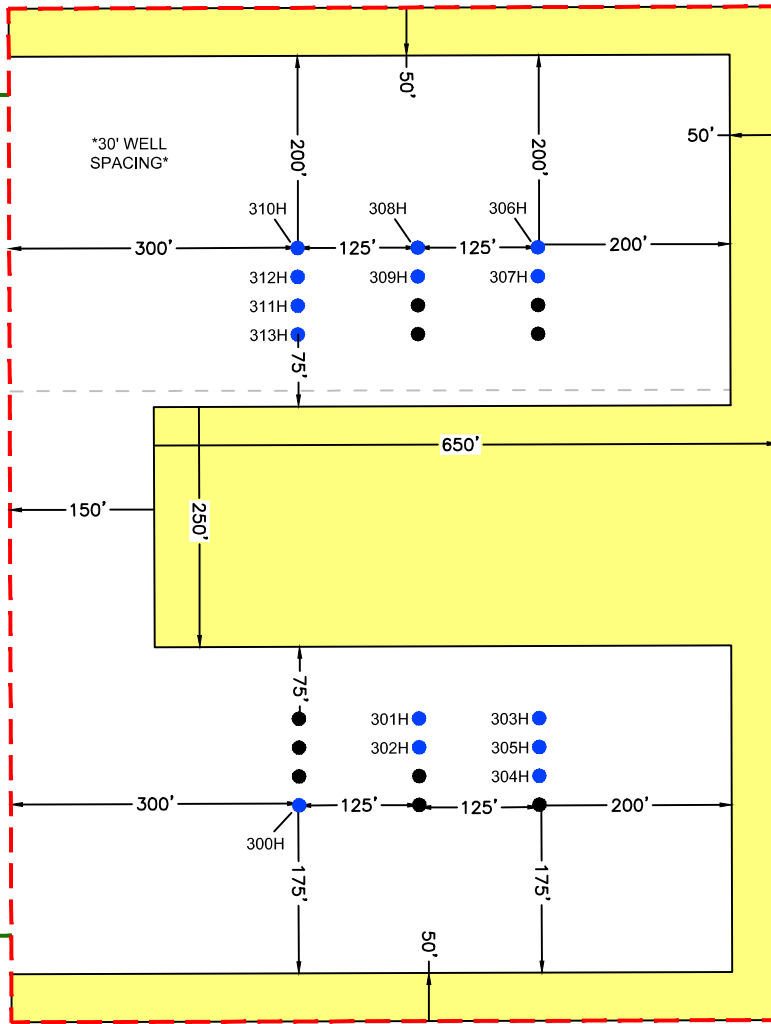 50'
*30' WELL
SPACING*
200'
200'
50'
310H
308H
306H
300'
125'
125'
200'
312H
309H
307H
311H
313H
75'
650'
150'
250'
75'
301H
303H
302H
305H
304H
300'
125'
125'
200'
300H
175'
175'
50'